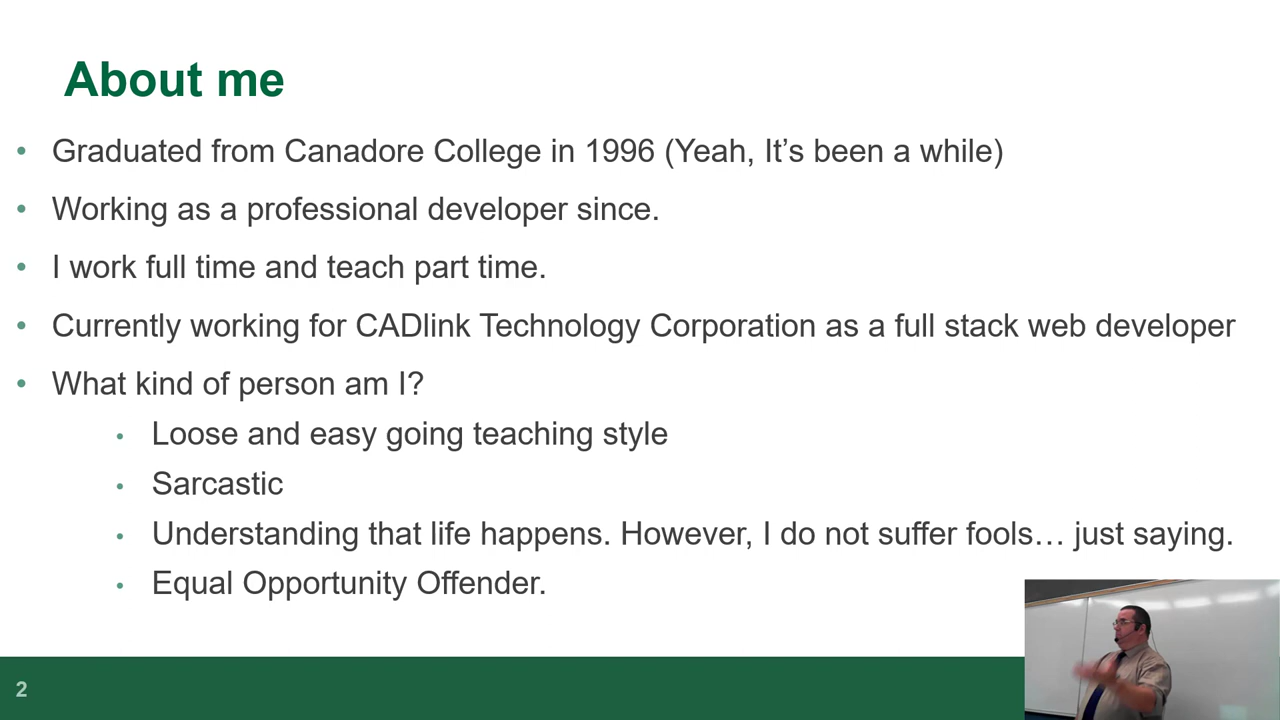 About me
• Graduated from Canadore College in 1996 (Yeah, It’s been a while)
• Working as a professional developer since.
• I work full time and teach part time.
• Currently working for CADlink Technology Corporation as a full stack web developer
• What kind of person am I?
• Loose and easy going teaching style
• Sarcastic
• Understanding that life happens. However, I do not suffer fools… just saying.
• Equal Opportunity Offender.
2